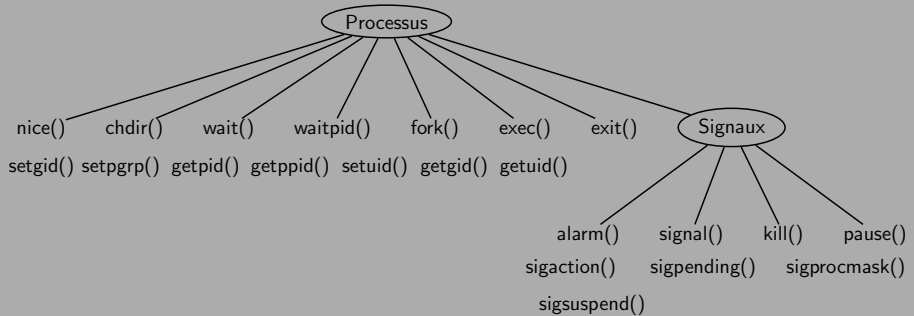 Processus
nice() chdir() wait() waitpid() fork() exec() exit() Signaux
setgid() setpgrp() getpid() getppid() setuid() getgid() getuid()
alarm() signal() kill() pause()
sigaction() sigpending() sigprocmask()
sigsuspend()